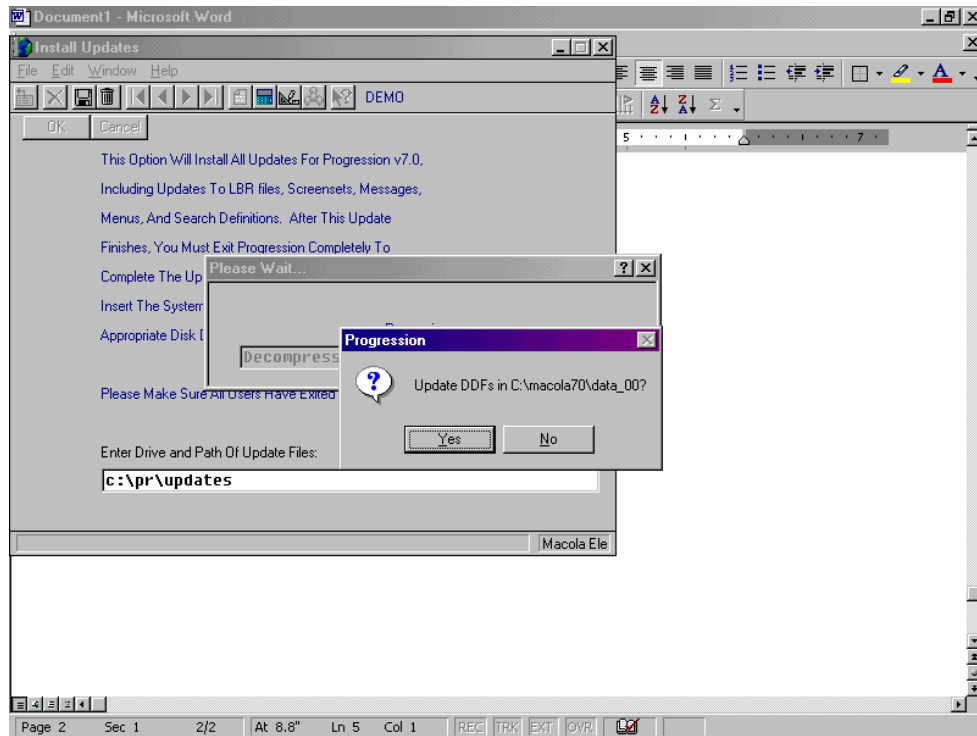 Document1 - Microsoft Word
Install Updates
File Edit Window Help
DEMO
OK Cancel
5 7
This Option Will Install All Updates For Progression v7.0,
Including Updates To LBR files, Screensets, Messages,
Menus, And Search Definitions. After This Update
Finishes, You Must Exit Progression Completely To
Complete The Up
Please Wait...
Insert The System
Appropriate Disk
Decompress
Progression
Update DDFs in C:\macola70\data_00?
Yes No
Please Make Sure All Users Have Exited
Enter Drive and Path Of Update Files:
c:\pr\updates
Macola Ele
Page 2 Sec 1 2/2 At 8.8" Ln 5 Col 1 REC TRK EXT OVR